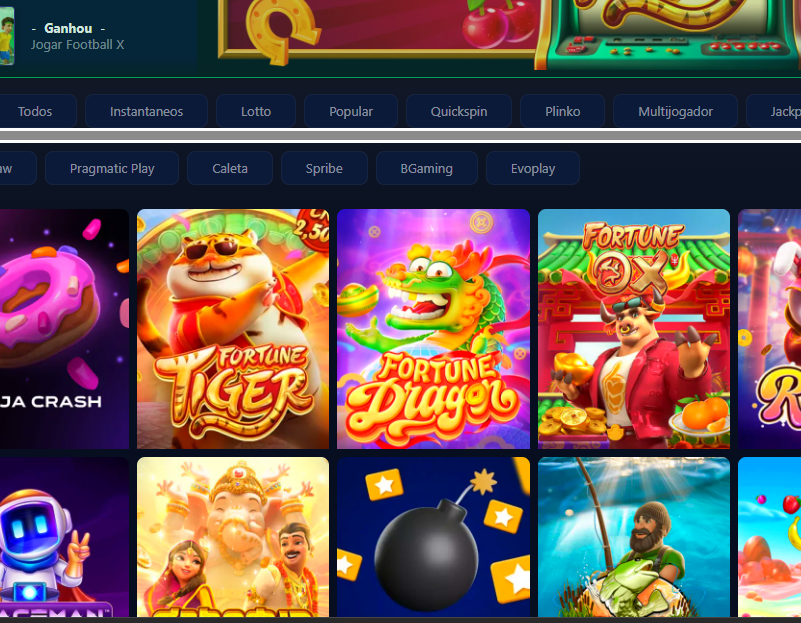 - Ganhou -
Jogar Football X
Todos
Instantaneos
Lotto
Popular
Quickspin
Plinko
Multijogador
Jackp
aw
Pragmatic Play
Caleta
Spribe
BGaming
Evoplay
JA CRASH
2,50
FORTUNE
TIGER
FORTUNE
Dragon
FORTUNE
OX
R
ACEMAN